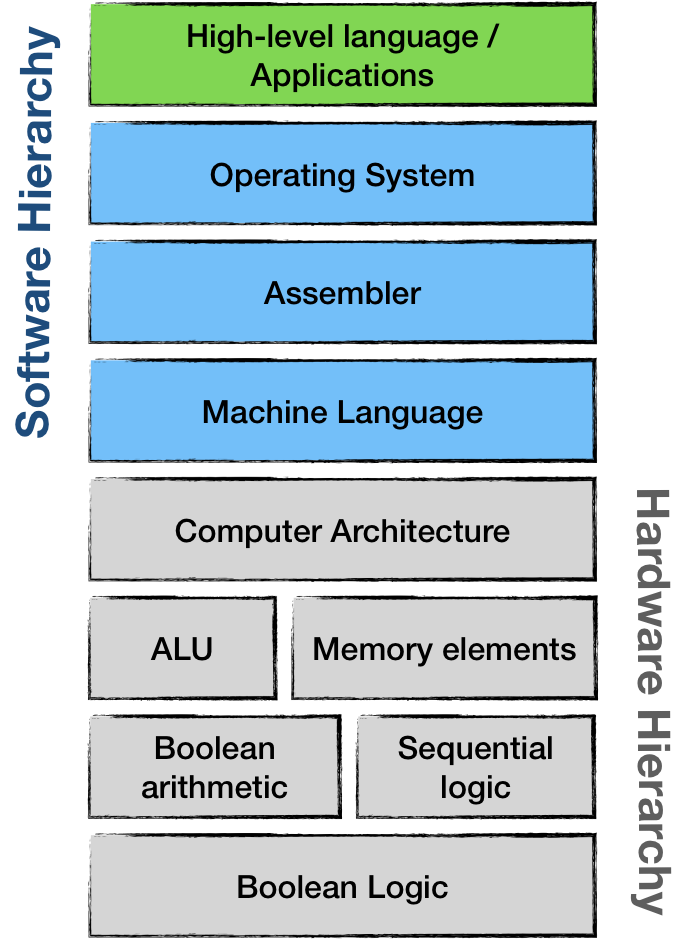 Software Hierarchy
High-level language /
Applications
Operating System
Assembler
Machine Language
Computer Architecture
ALU
Memory elements
Boolean
arithmetic
Sequential
logic
Boolean Logic
Hardware Hierarchy